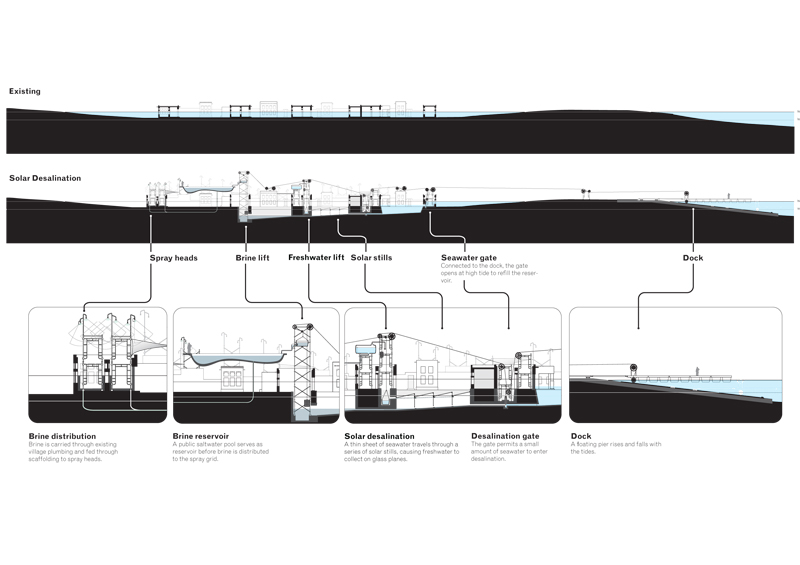 Existing
Solar Desalination
Spray heads
Brine lift
Freshwater lift
Solar stills
Seawater gate
Connected to the dock, the gate
opens at high tide to refill the reser-
voir.
Dock
Brine distribution
Brine is carried through existing
village plumbing and fed through
scaffolding to spray heads.
Brine reservoir
A public saltwater pool serves as
reservoir before brine is distributed
to the spray grid.
Solar desalination
A thin sheet of seawater travels through a
series of solar stills, causing freshwater to
collect on glass planes.
Desalination gate
The gate permits a small
amount of seawater to enter
desalination.
Dock
A floating pier rises and falls with
the tides.